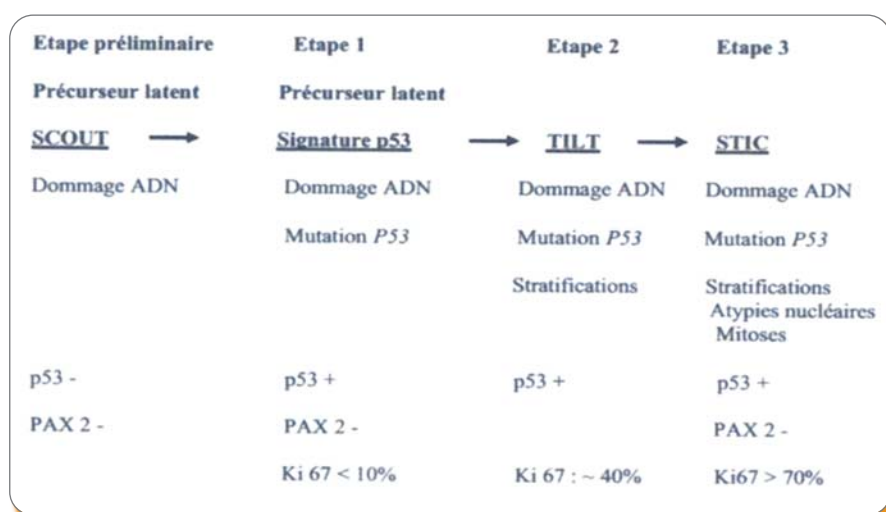 Etape préliminaire Etape 1 Etape 2 Etape 3
Précurseur latent Précurseur latent
SCOUT → Signature p53 → TILT → STIC
Dommage ADN Dommage ADN Dommage ADN Dommage ADN
Mutation P53 Mutation P53 Mutation P53
Stratifications Stratifications
Atypies nucléaires
Mitoses
p53 - p53 + p53 + p53 +
PAX 2 - PAX 2 - PAX 2 -
Ki 67 < 10% Ki 67 : ~ 40% Ki67 > 70%